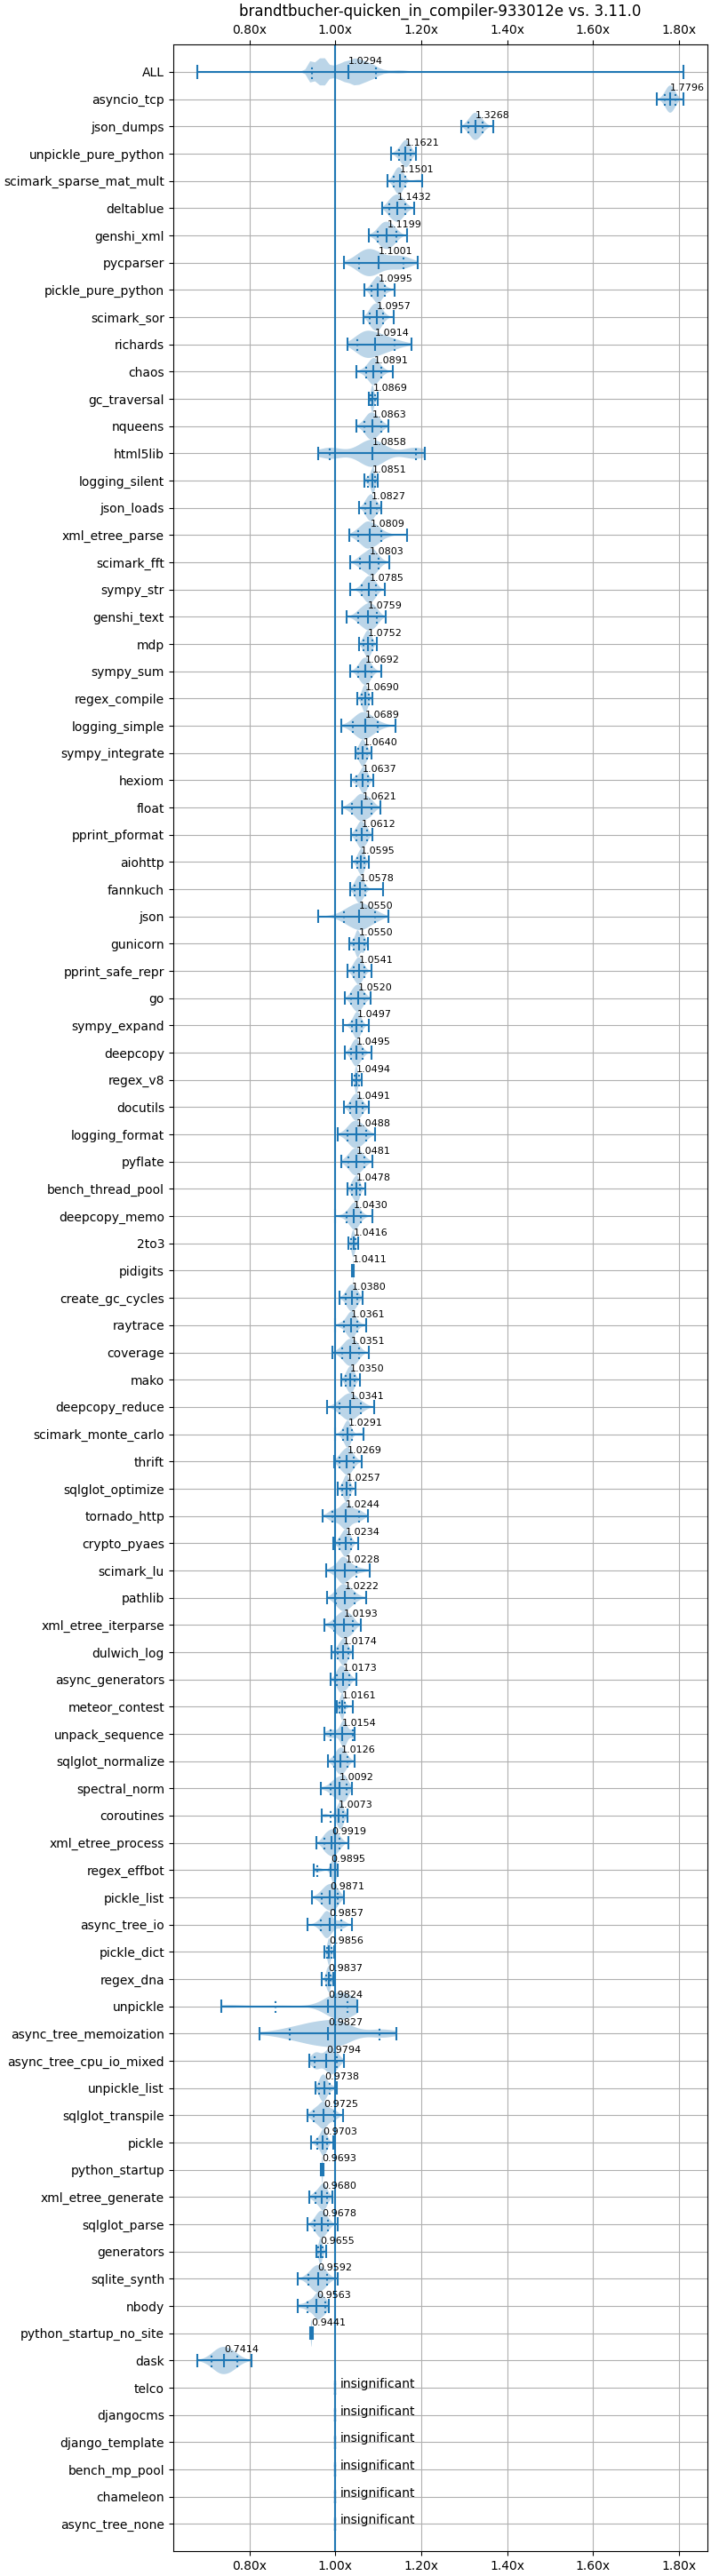 brandtbucher-quicken_in_compiler-933012e vs. 3.11.0
0.80x 1.00x 1.20x 1.40x 1.60x 1.80x
ALL 1.0294
asyncio_tcp 1.7796
json_dumps 1.3268
unpickle_pure_python 1.1621
scimark_sparse_mat_mult 1.1501
deltablue 1.1432
genshi_xml 1.1199
pycparser 1.1001
pickle_pure_python 1.0995
scimark_sor 1.0957
richards 1.0914
chaos 1.0891
gc_traversal 1.0869
nqueens 1.0863
html5lib 1.0858
logging_silent 1.0851
json_loads 1.0827
xml_etree_parse 1.0809
scimark_fft 1.0803
sympy_str 1.0785
genshi_text 1.0759
mdp 1.0752
sympy_sum 1.0692
regex_compile 1.0690
logging_simple 1.0689
sympy_integrate 1.0640
hexiom 1.0637
float 1.0621
pprint_pformat 1.0612
aiohttp 1.0595
fannkuch 1.0578
json 1.0550
gunicorn 1.0550
pprint_safe_repr 1.0541
go 1.0520
sympy_expand 1.0497
deepcopy 1.0495
regex_v8 1.0494
docutils 1.0491
logging_format 1.0488
pyflate 1.0481
bench_thread_pool 1.0478
deepcopy_memo 1.0430
2to3 1.0416
pidigits 1.0411
create_gc_cycles 1.0380
raytrace 1.0361
coverage 1.0351
mako 1.0350
deepcopy_reduce 1.0341
scimark_monte_carlo 1.0291
thrift 1.0269
sqlglot_optimize 1.0257
tornado_http 1.0244
crypto_pyaes 1.0234
scimark_lu 1.0228
pathlib 1.0222
xml_etree_iterparse 1.0193
dulwich_log 1.0174
async_generators 1.0173
meteor_contest 1.0161
unpack_sequence 1.0154
sqlglot_normalize 1.0126
spectral_norm 1.0092
coroutines 1.0073
xml_etree_process 0.9919
regex_effbot 0.9895
pickle_list 0.9871
async_tree_io 0.9857
pickle_dict 0.9856
regex_dna 0.9837
unpickle 0.9824
async_tree_memoization 0.9827
async_tree_cpu_io_mixed 0.9794
unpickle_list 0.9738
sqlglot_transpile 0.9725
pickle 0.9703
python_startup 0.9693
xml_etree_generate 0.9680
sqlglot_parse 0.9678
generators 0.9655
sqlite_synth 0.9592
nbody 0.9563
python_startup_no_site 0.9441
dask 0.7414
telco insignificant
djangocms insignificant
django_template insignificant
bench_mp_pool insignificant
chameleon insignificant
async_tree_none insignificant
0.80x 1.00x 1.20x 1.40x 1.60x 1.80x